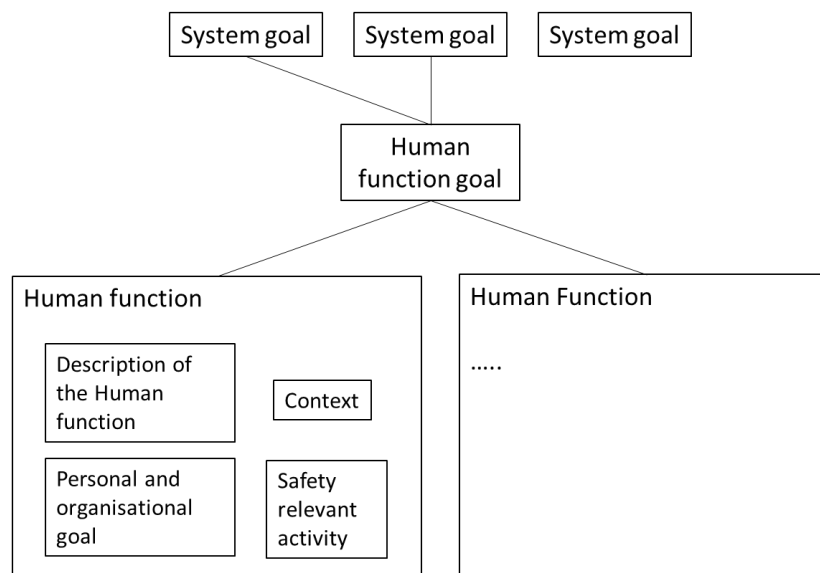 System goal
System goal
System goal
Human
function goal
Human function
Description of
the Human
function
Context
Personal and
organisational
goal
Safety
relevant
activity
Human Function
.....